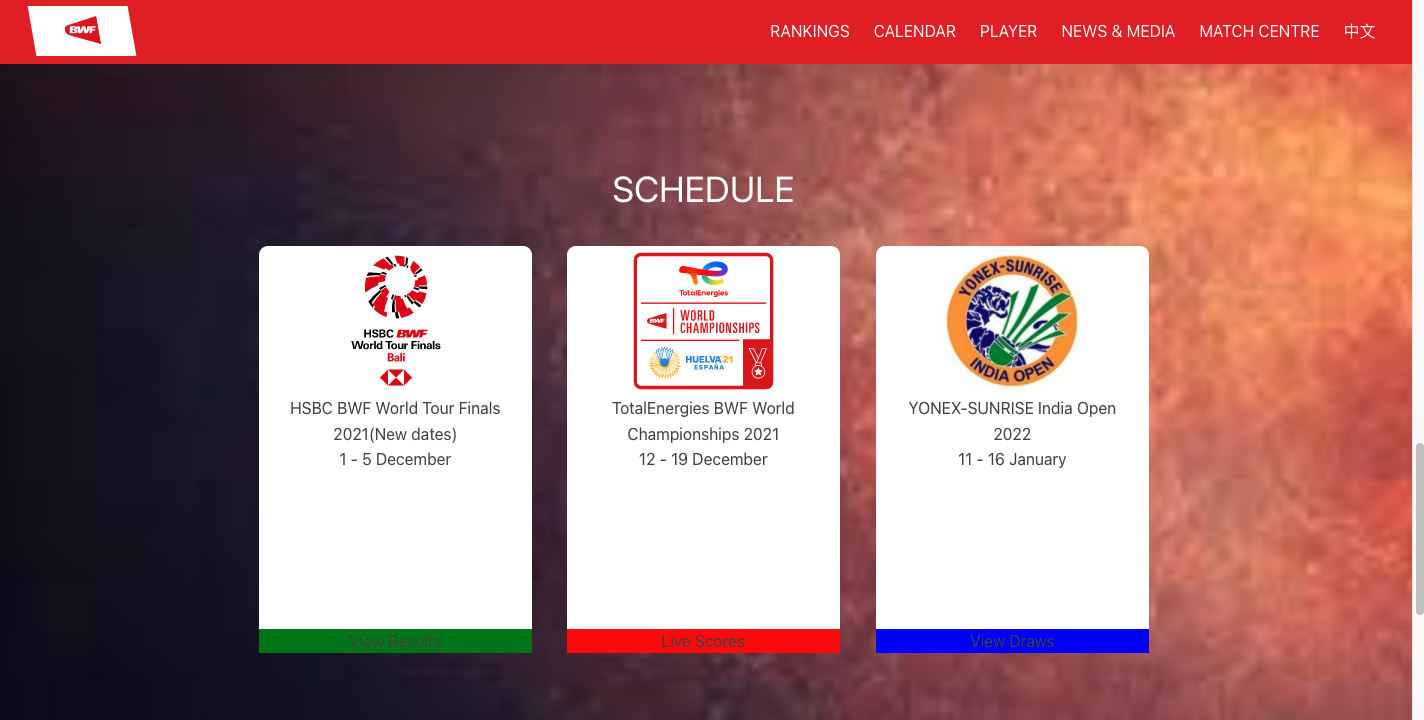 BWF
RANKINGS
CALENDAR
PLAYER
NEWS & MEDIA
MATCH CENTRE
中文
SCHEDULE
HSBC BWF
World Tour Finals
Bali
HSBC BWF World Tour Finals
2021(New dates)
1 - 5 December
View Results
TotalEnergies
WORLD
CHAMPIONSHIPS
HUELVA'21
ESPAÑA
TotalEnergies BWF World
Championships 2021
12 - 19 December
Live Scores
YONEX-SUNRISE
INDIA OPEN
YONEX-SUNRISE India Open
2022
11 - 16 January
View Draws